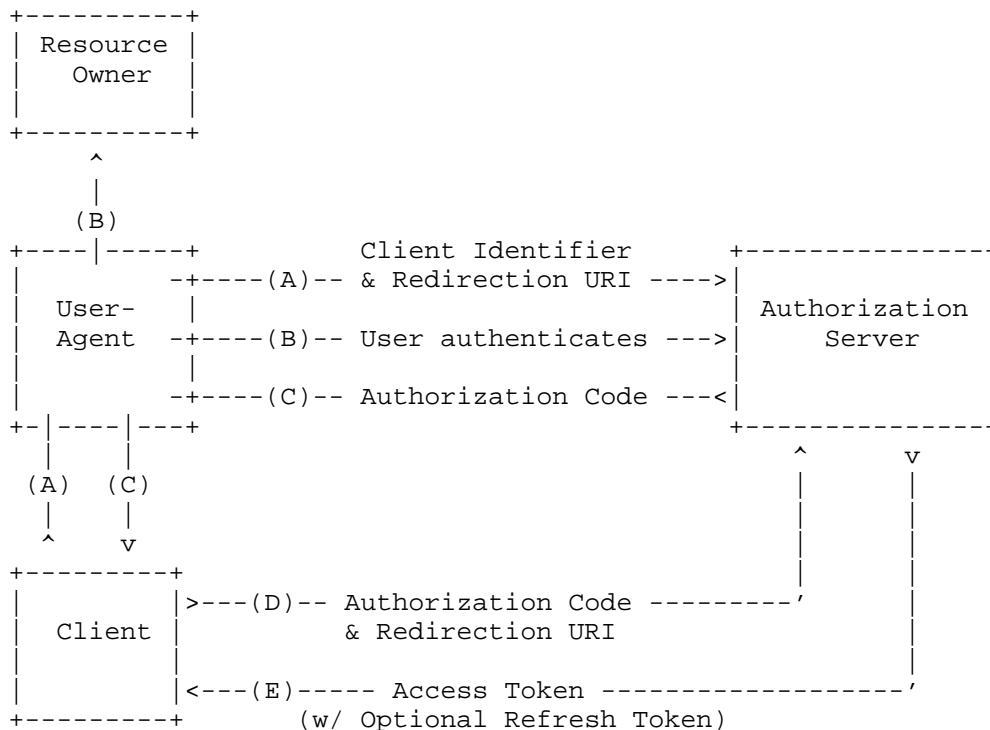 Resource
Owner
(B)
Client Identifier
(A) & Redirection URI
User-
Agent
(B) User authenticates
Authorization
Server
(C) Authorization Code
(A) (C)
(D) Authorization Code
Client & Redirection URI
(E) Access Token
(w/ Optional Refresh Token)